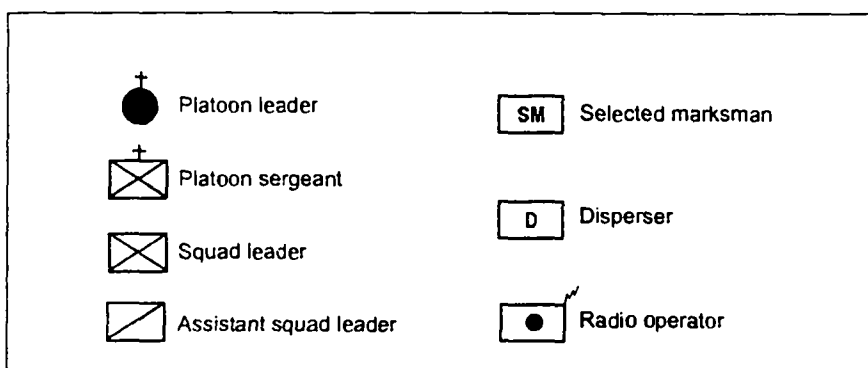 Platoon leader
Platoon sergeant
Squad leader
Assistant squad leader
SM Selected marksman
D Disperser
Radio operator